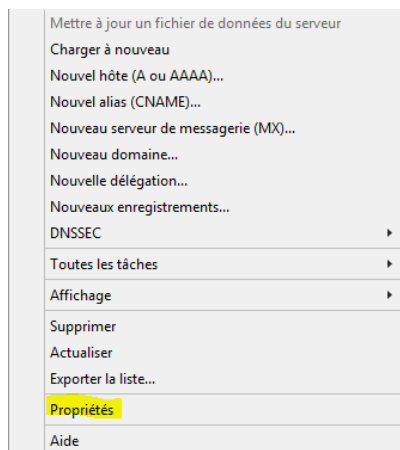 Mettre à jour un fichier de données du serveur
Charger à nouveau
Nouvel hôte (A ou AAAA)...
Nouvel alias (CNAME)...
Nouveau serveur de messagerie (MX)...
Nouveau domaine...
Nouvelle délégation...
Nouveaux enregistrements...
DNSSEC
Toutes les tâches
Affichage
Supprimer
Actualiser
Exporter la liste...
Propriétés
Aide